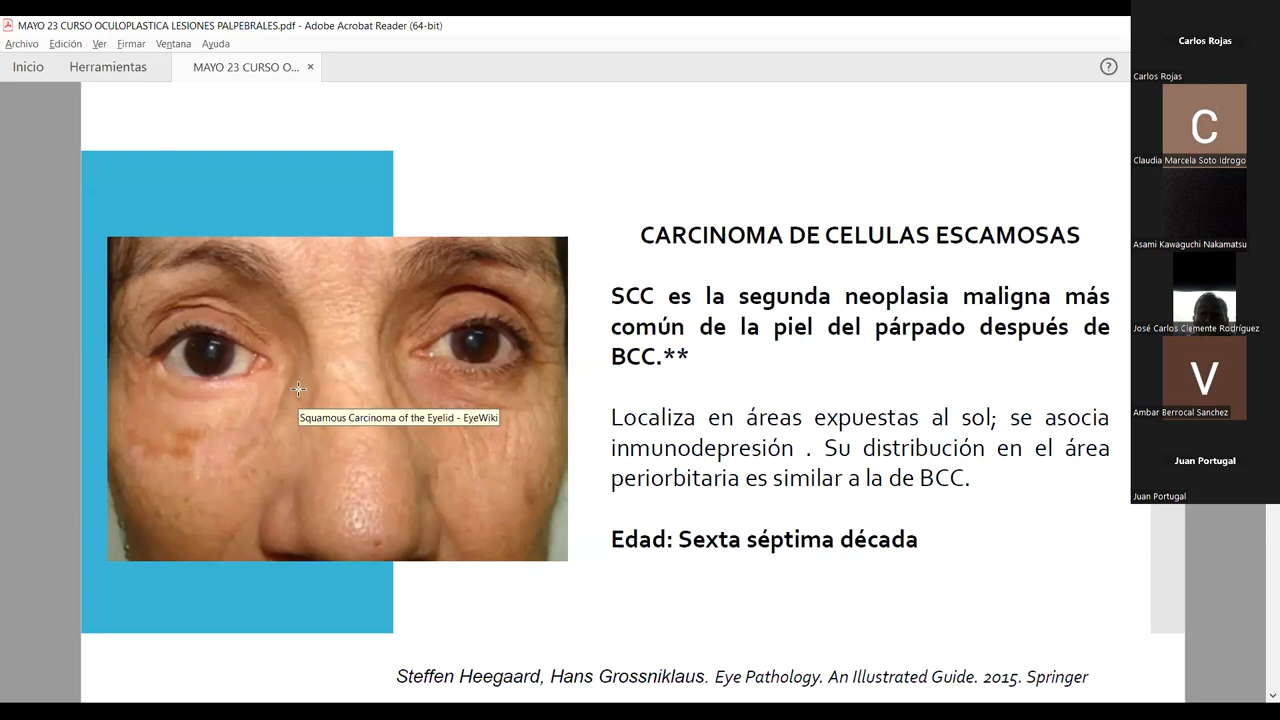 MAYO 23 CURSO OCULOPLASTICA LESIONES PALPEBRALES.pdf - Adobe Acrobat Reader (64-bit)
Archivo Edición Ver Firmar Ventana Ayuda
Inicio Herramientas MAYO 23 CURSO O... × ?
CARCINOMA DE CELULAS ESCAMOSAS
SCC es la segunda neoplasia maligna más
común de la piel del párpado después de
BCC.**
Squamous Carcinoma of the Eyelid - EyeWiki
Localiza en áreas expuestas al sol; se asocia
inmunodepresión . Su distribución en el área
periorbitaria es similar a la de BCC.
Edad: Sexta séptima década
Steffen Heegaard, Hans Grossniklaus. Eye Pathology. An Illustrated Guide. 2015. Springer
Carlos Rojas
Carlos Rojas
C
Claudia Marcela Soto Idrogo
Asami Kawaguchi Nakamatsu
José Carlos Clemente Rodríguez
V
Ambar Berrocal Sanchez
Juan Portugal
Juan Portugal